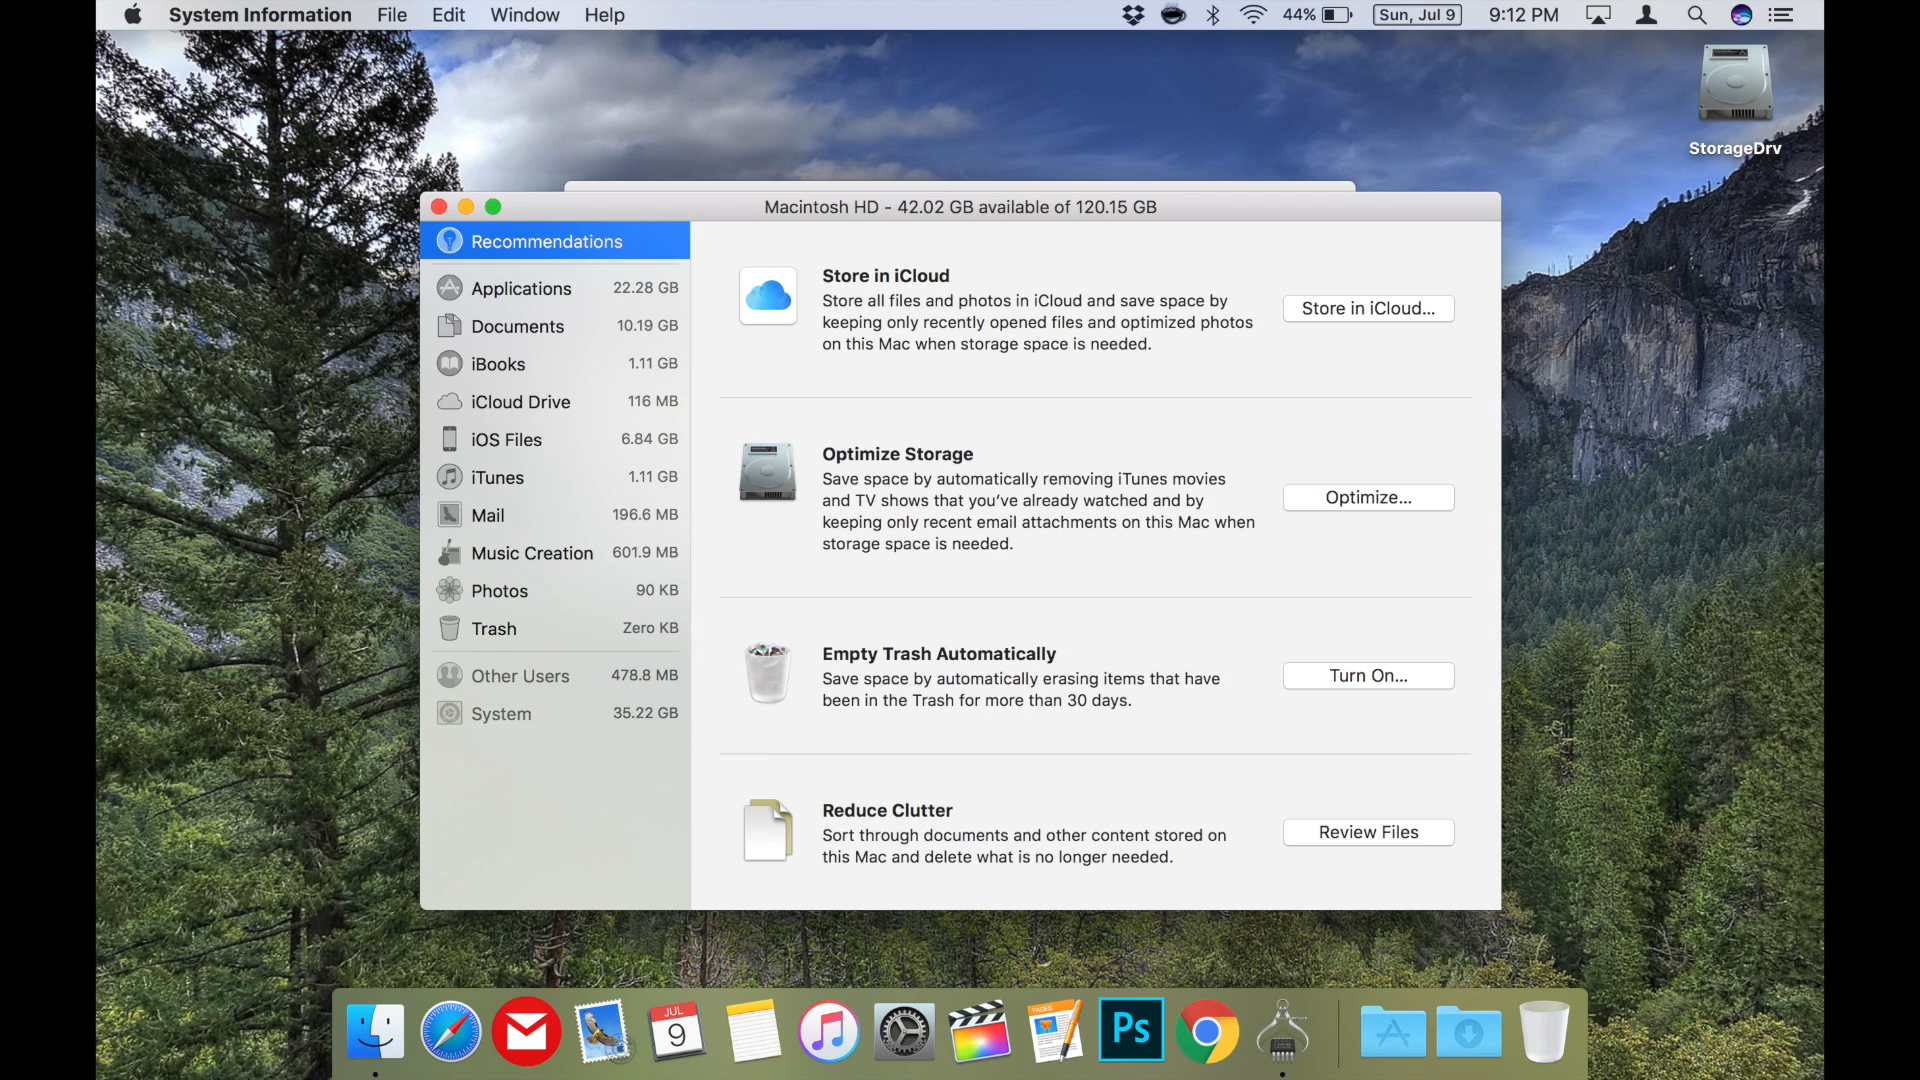 System Information File Edit Window Help 44% Sun, Jul 9 9:12 PM
StorageDrv
Macintosh HD - 42.02 GB available of 120.15 GB
Recommendations
Applications 22.28 GB
Documents 10.19 GB
iBooks 1.11 GB
iCloud Drive 116 MB
iOS Files 6.84 GB
iTunes 1.11 GB
Mail 196.6 MB
Music Creation 601.9 MB
Photos 90 KB
Trash Zero KB
Other Users 478.8 MB
System 35.22 GB
Store in iCloud
Store all files and photos in iCloud and save space by
keeping only recently opened files and optimized photos
on this Mac when storage space is needed.
Store in iCloud...
Optimize Storage
Save space by automatically removing iTunes movies
and TV shows that you’ve already watched and by
keeping only recent email attachments on this Mac when
storage space is needed.
Optimize...
Empty Trash Automatically
Save space by automatically erasing items that have
been in the Trash for more than 30 days.
Turn On...
Reduce Clutter
Sort through documents and other content stored on
this Mac and delete what is no longer needed.
Review Files
JUL
9
PAGES
Ps